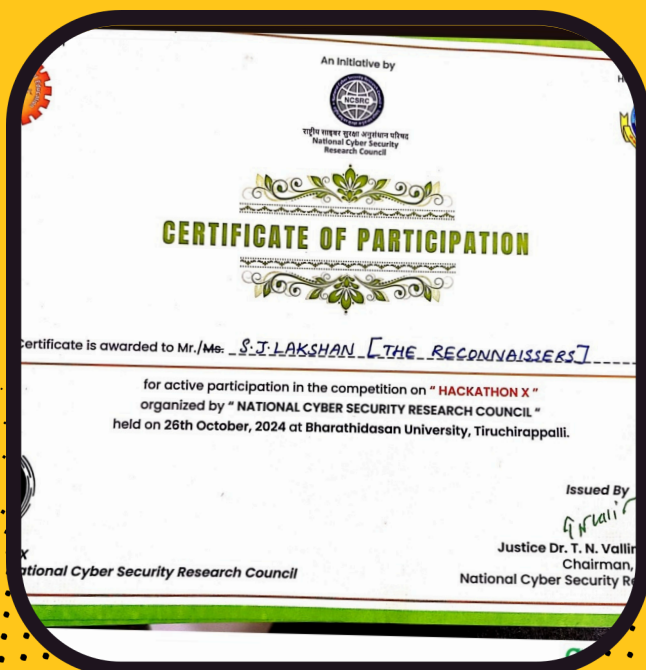 An Initiative by
NCSRC
राष्ट्रीय साइबर सुरक्षा अनुसंधान परिषद
National Cyber Security
Research Council
CERTIFICATE OF PARTICIPATION
Certificate is awarded to Mr./Ms. S.J.LAKSHAN [THE RECONNAISSERS]
for active participation in the competition on "HACKATHON X"
organized by "NATIONAL CYBER SECURITY RESEARCH COUNCIL"
held on 26th October, 2024 at Bharathidasan University, Tiruchirappalli.
Issued By
Justice Dr. T. N. Vallin
Chairman,
National Cyber Security Re
X
ational Cyber Security Research Council